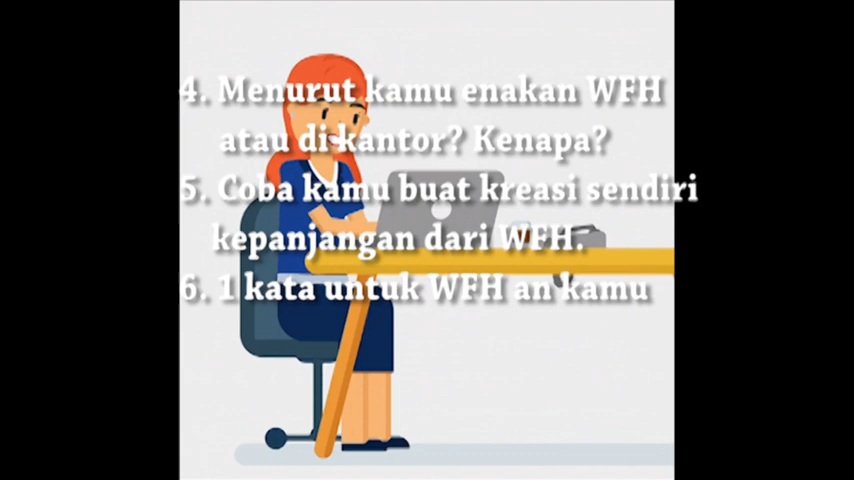 4. Menurut kamu enakan WFH
atau di kantor? Kenapa?
5. Coba kamu buat kreasi sendiri
kepanjangan dari WFH.
6. 1 kata untuk WFH an kamu